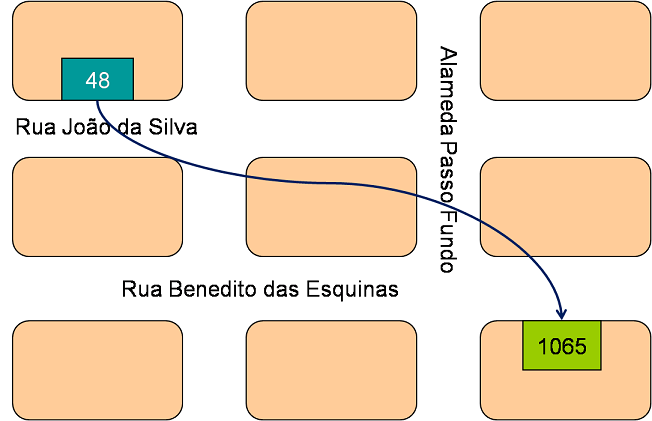 48
Rua João da Silva
Alameda Passo Fundo
Rua Benedito das Esquinas
1065